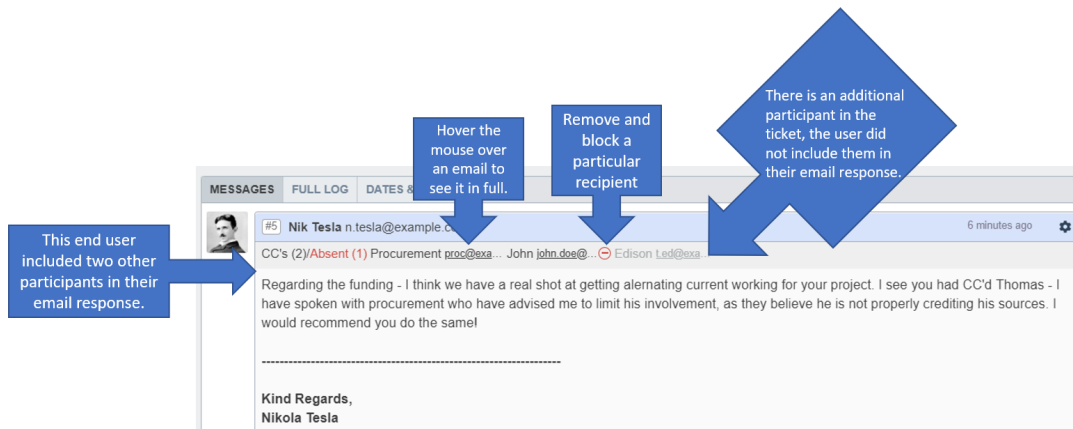 There is an additional
participant in the
ticket, the user did
not include them in
their email response.
Hover the
mouse over
an email to
see it in full.
Remove and
block a
particular
recipient
MESSAGES FULL LOG DATES &
This end user
included two other
participants in their
email response.
#5 Nik Tesla n.tesla@example.c 6 minutes ago
CC's (2)/Absent (1) Procurement proc@exa... John john.doe@... Edison t.ed@exa...
Regarding the funding - I think we have a real shot at getting alernating current working for your project. I see you had CC'd Thomas - I
have spoken with procurement who have advised me to limit his involvement, as they believe he is not properly crediting his sources. I
would recommend you do the same!
--------------------------------------------------------------------
Kind Regards,
Nikola Tesla